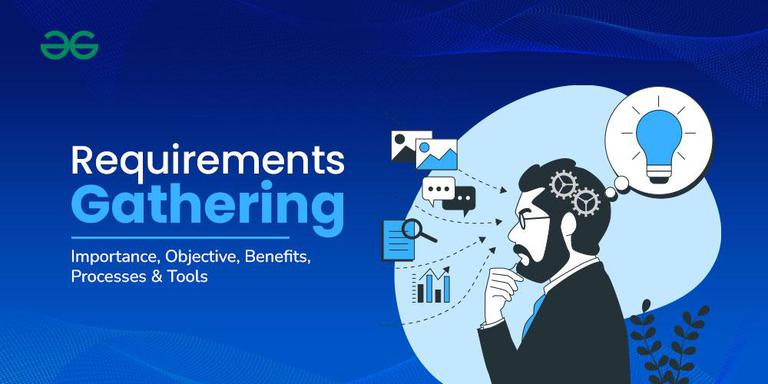 Requirements
Gathering
Importance, Objective, Benefits,
Processes & Tools